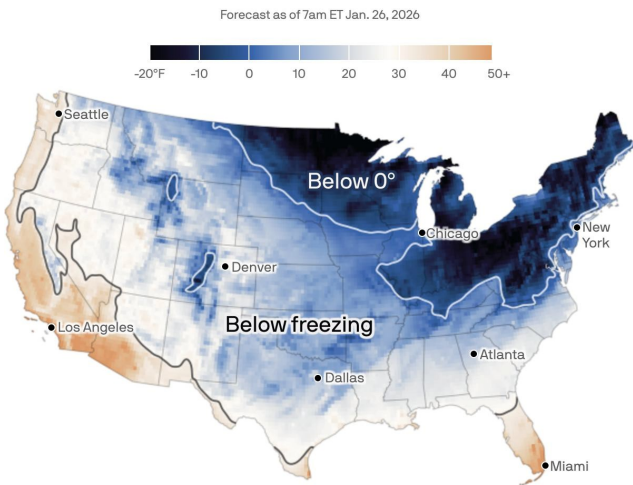 Forecast as of 7am ET Jan. 26, 2026
-20°F -10 0 10 20 30 40 50+
Seattle
Below 0°
Chicago
New
York
Denver
Below freezing
Los Angeles
Atlanta
Dallas
Miami